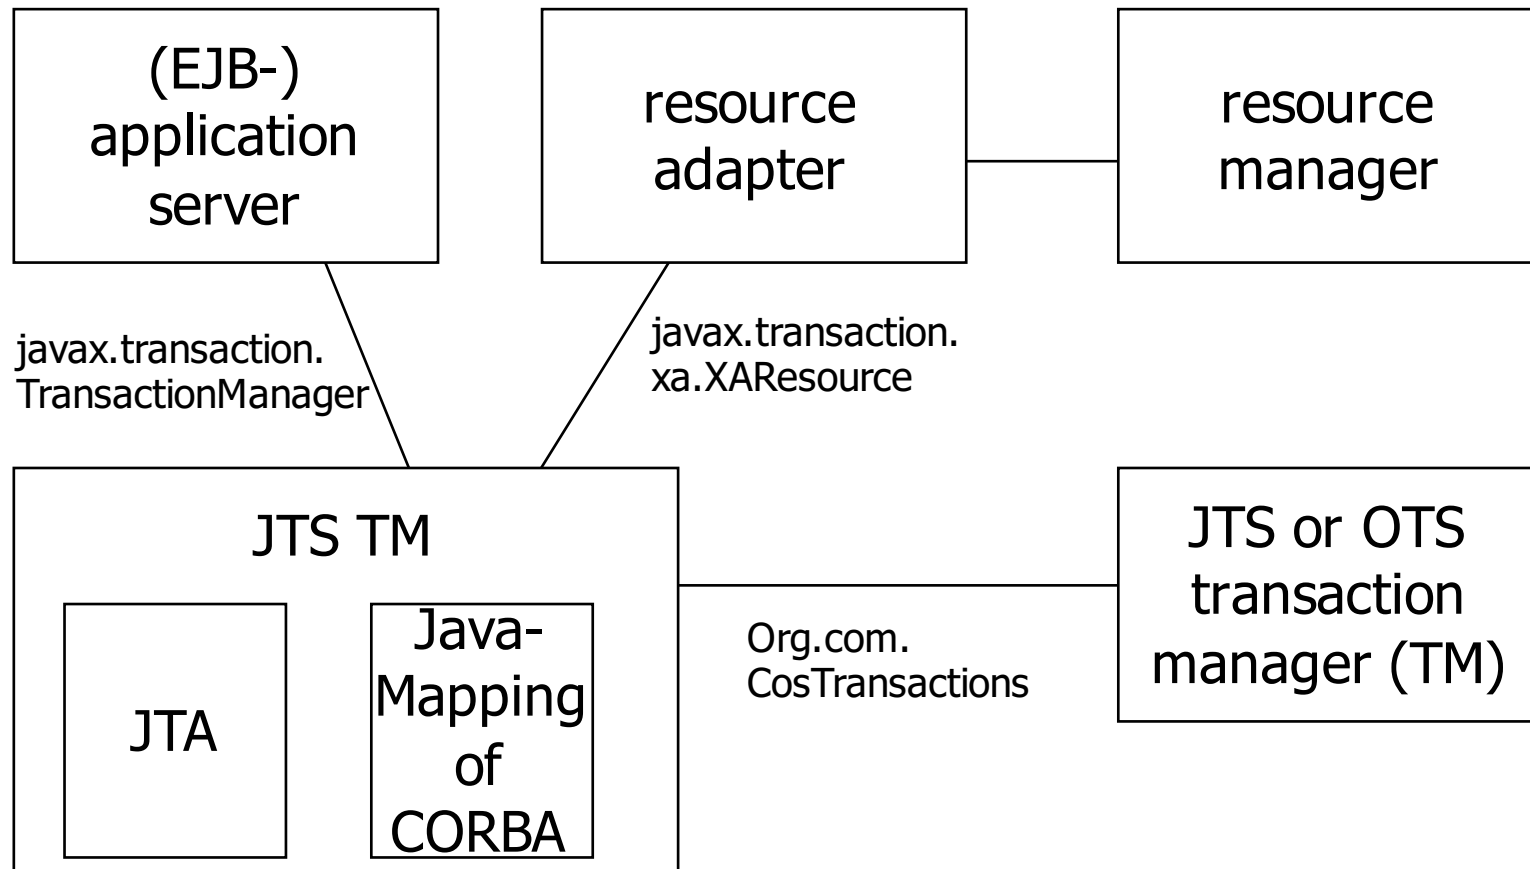 (EJB-)
application
server
resource
adapter
resource
manager
javax.transaction.
TransactionManager
javax.transaction.
xa.XAResource
JTS TM
JTA
Java-
Mapping
of
CORBA
Org.com.
CosTransactions
JTS or OTS
transaction
manager (TM)